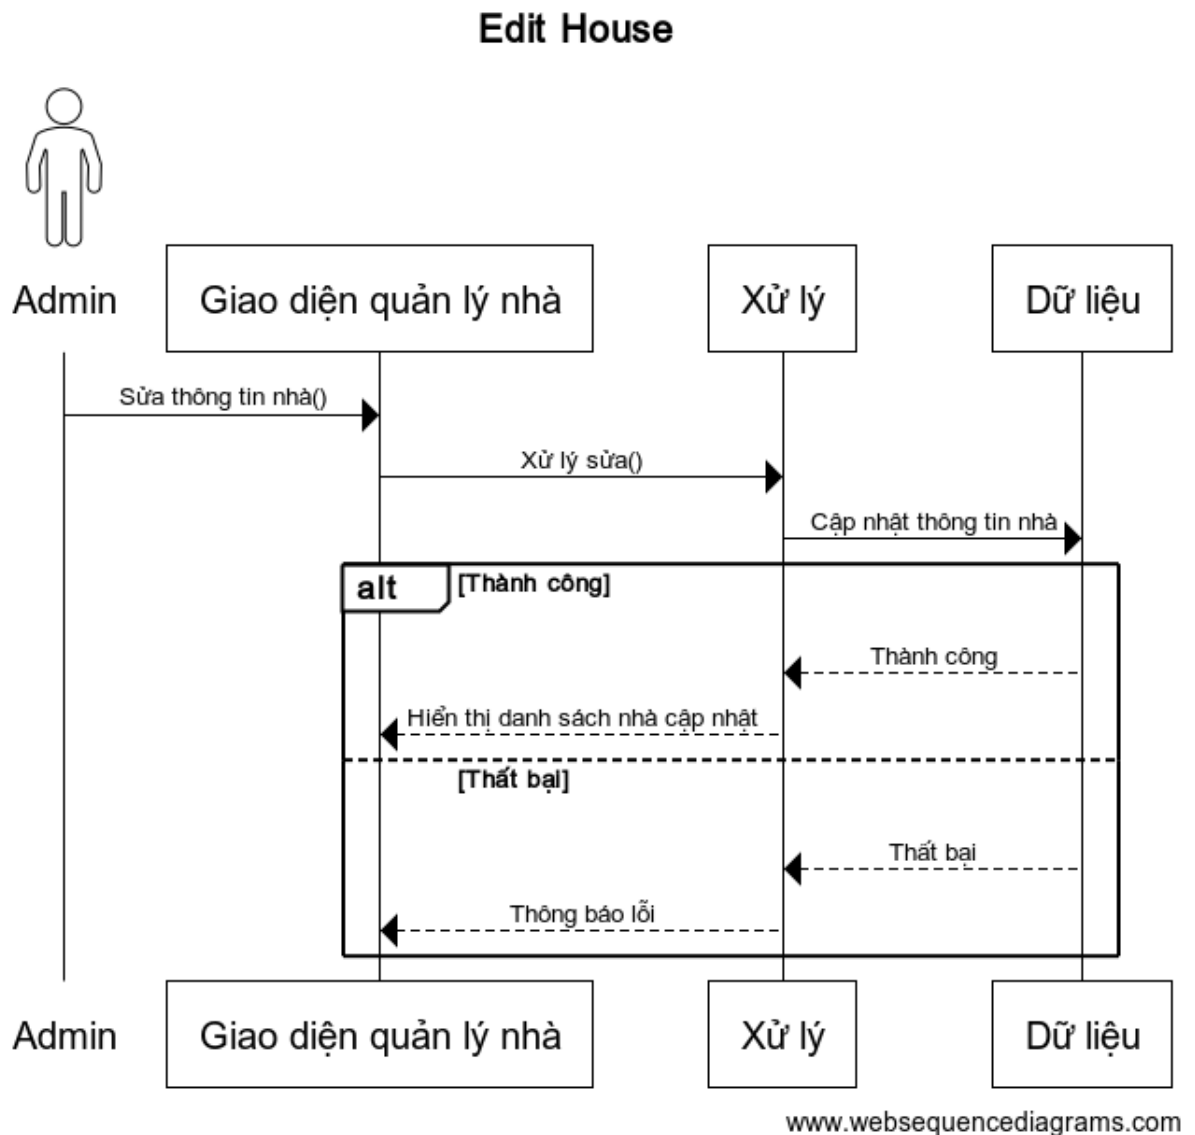 Edit House
Admin
Giao diện quản lý nhà
Xử lý
Dữ liệu
Sửa thông tin nhà()
Xử lý sửa()
Cập nhật thông tin nhà
alt
[Thành công]
Thành công
Hiển thị danh sách nhà cập nhật
[Thất bại]
Thất bại
Thông báo lỗi
Admin
Giao diện quản lý nhà
Xử lý
Dữ liệu
www.websequencediagrams.com